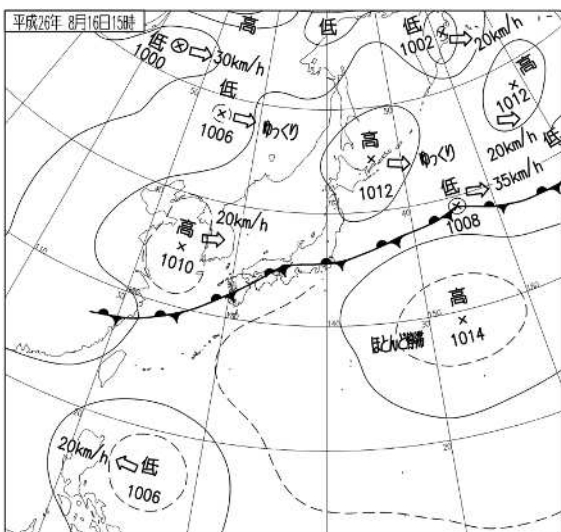 平成26年 8月16日15時
高
低
低
1002
20km/h
低
1000
30km/h
低
1006
ゆっくり
高
1012
20km/h
高
1012
ゆっくり
低
低
35km/h
1008
高
1010
20km/h
高
1014
ほとんど停滞
20km/h
低
1006